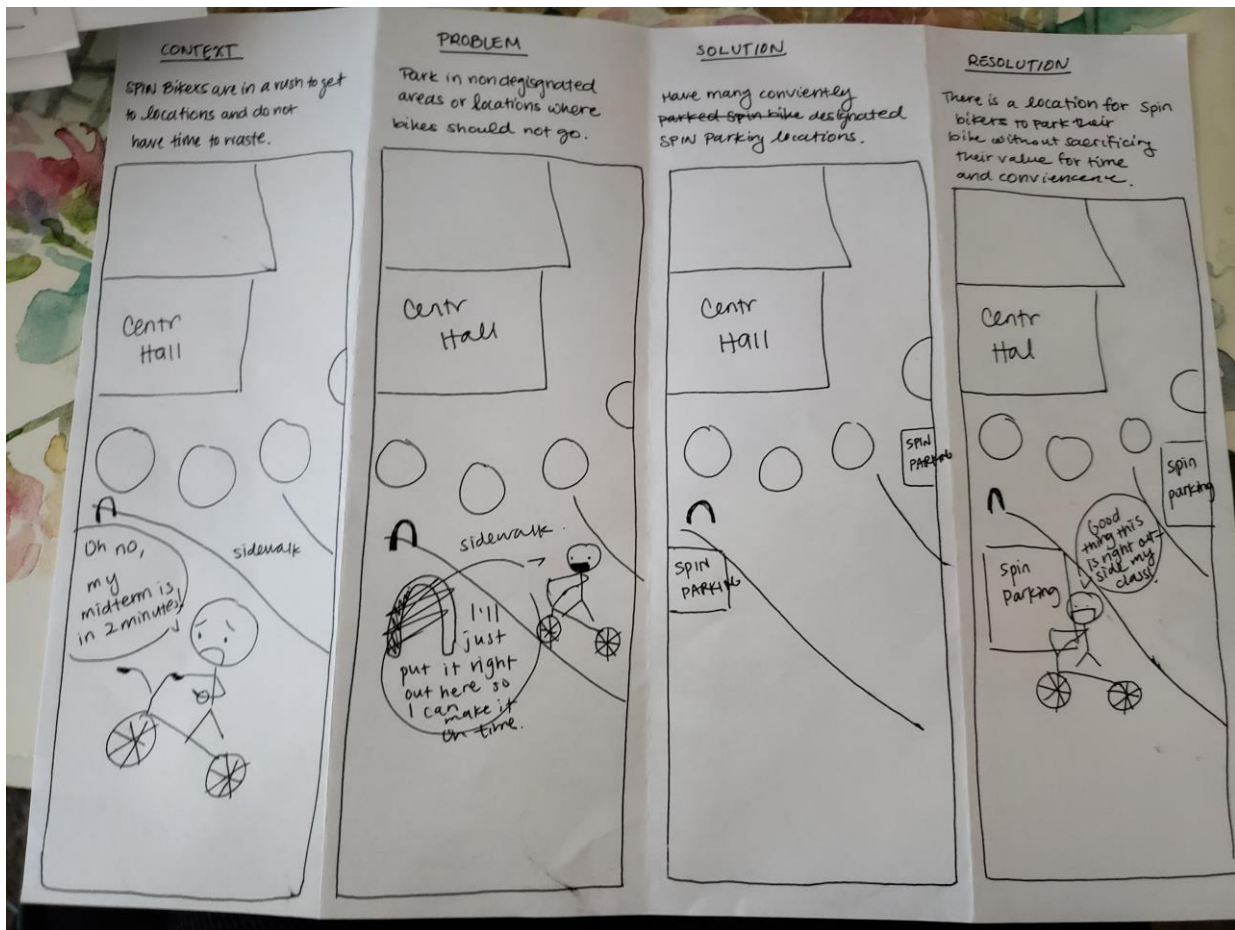 CONTEXT
SPIN Bikers are in a rush to get
to locations and do not
have time to waste.
Centr
Hall
sidewalk
Oh no,
my
midterm is
in 2 minutes!
PROBLEM
Park in nondegisgnated
areas or locations where
bikes should not go.
Centr
Hall
sidewalk
I'll
just
put it right
out here so
I can
make it
on time.
SOLUTION
Have many conviently
parked Spin bike designated
SPIN Parking locations.
Centr
Hall
SPIN
PARKING
SPIN
PARKING
RESOLUTION
There is a location for Spin
bikers to park their
bike without sacrificing
their value for time
and convienence.
Centr
Hal
spin
parking
Good
thing this
is right out-
side my
class!
Spin
Parking